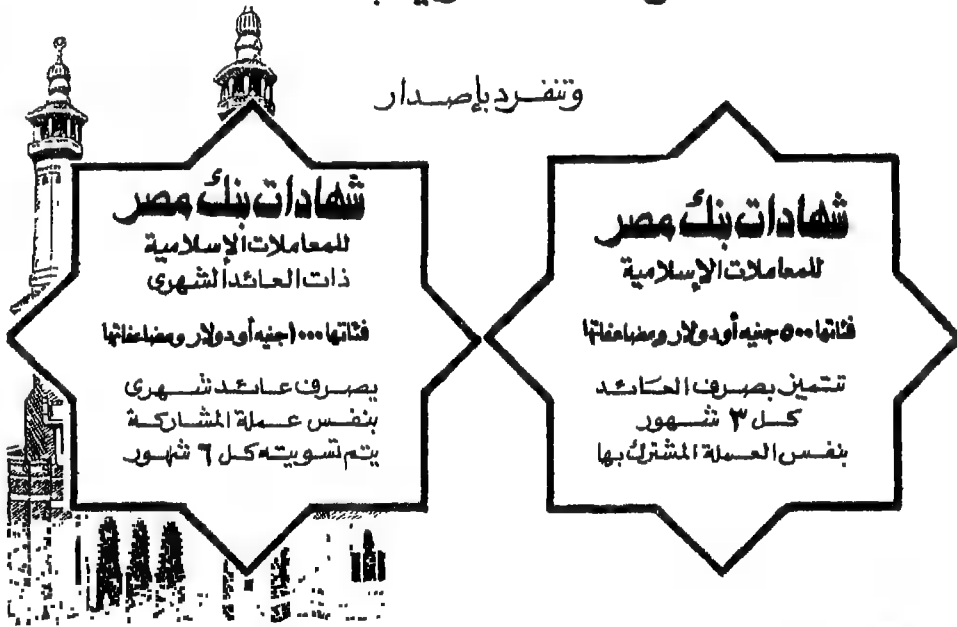 وتنفرد بإصدار
شهادات بنك مصر
للمعاملات الإسلامية
فئاتها ٥٠٠ جنيه أو دولار ومضاعفاتها
تتميز بصرف العائد
كل ٣ شهور
بنفس العملة المشترك بها
شهادات بنك مصر
للمعاملات الإسلامية
ذات العائد الشهرى
فئاتها ١٠٠٠ جنيه أو دولار ومضاعفاتها
يصرف عائد شهرى
بنفس عملة المشاركة
يتم تسويته كل ٦ شهور